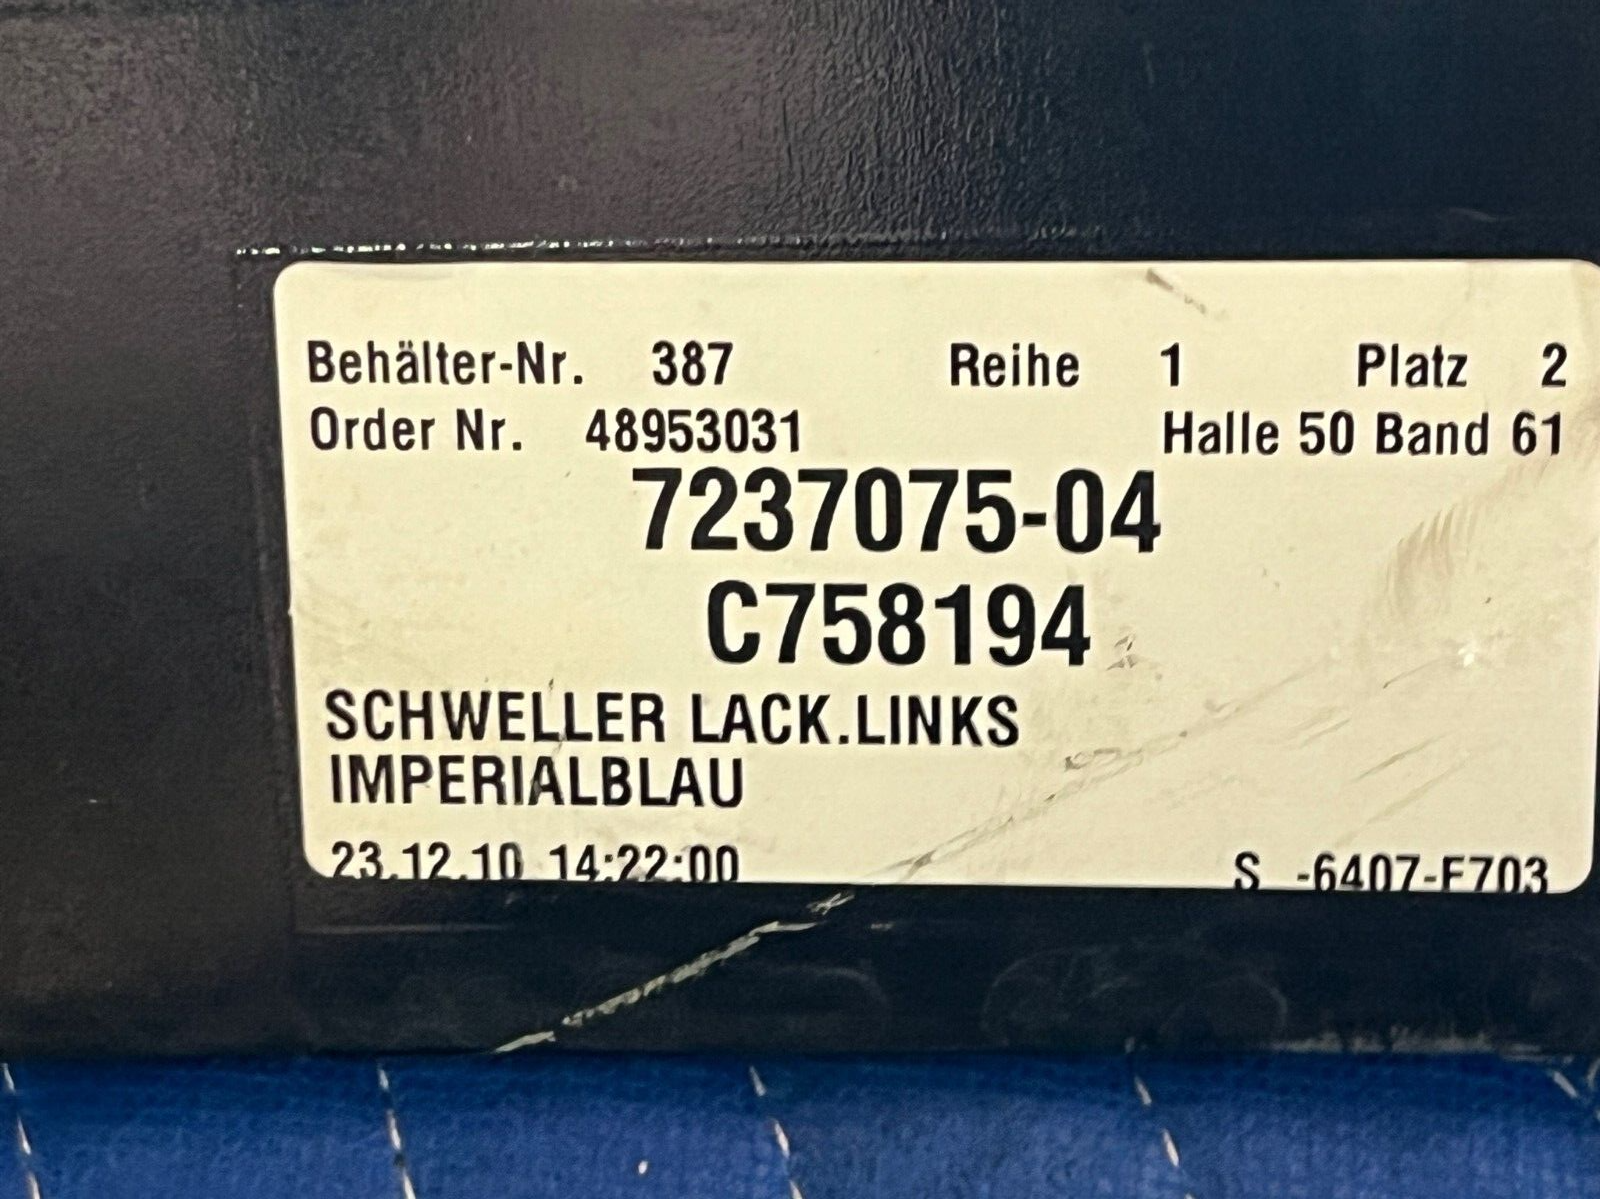 Behälter-Nr. 387 Reihe 1 Platz 2
Order Nr. 48953031 Halle 50 Band 61
7237075-04
C758194
SCHWELLER LACK.LINKS
IMPERIALBLAU
23.12.10 14:22:00 S -6407-F703